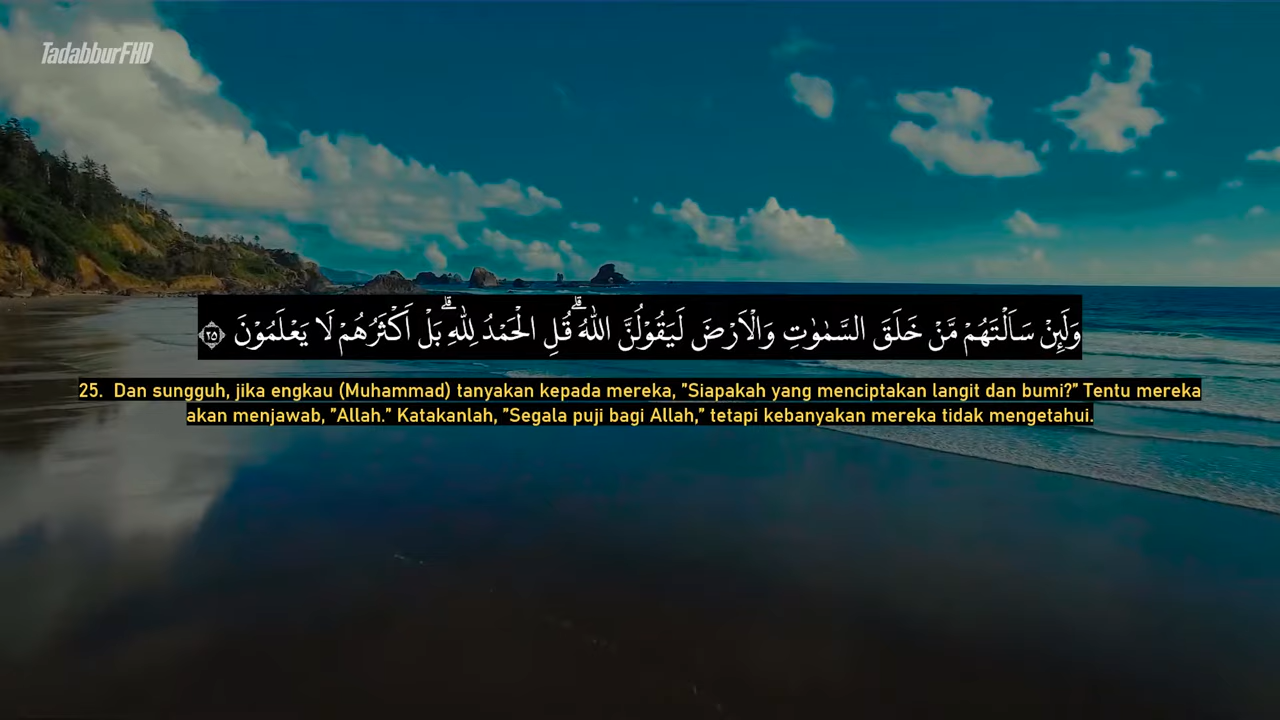 TadabburFHD
وَلَىِٕنْ سَاَلْتَهُمْ مَّنْ خَلَقَ السَّمٰوٰتِ وَالْاَرْضَ لَيَقُوْلُنَّ اللّٰهُ ۗقُلِ الْحَمْدُ لِلّٰهِ ۗبَلْ اَكْثَرُهُمْ لَا يَعْلَمُوْنَ ٢٥
25. Dan sungguh, jika engkau (Muhammad) tanyakan kepada mereka, "Siapakah yang menciptakan langit dan bumi?" Tentu mereka
akan menjawab, "Allah." Katakanlah, "Segala puji bagi Allah," tetapi kebanyakan mereka tidak mengetahui.